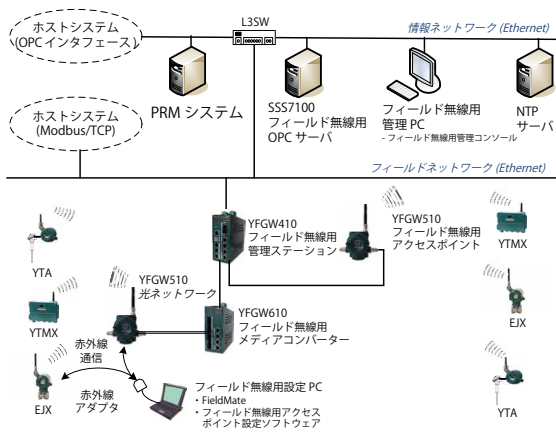 ホストシステム
(OPC インタフェース)
L3SW
情報ネットワーク (Ethernet)
PRM システム
SSS7100
フィールド無線用
OPC サーバ
フィールド無線用
管理 PC
- フィールド無線用管理コンソール
NTP
サーバ
ホストシステム
(Modbus/TCP)
フィールドネットワーク (Ethernet)
YFGW410
フィールド無線用
管理ステーション
YFGW510
フィールド無線用
アクセスポイント
YTMX
YTA
YFGW510
光ネットワーク
YTMX
YFGW610
フィールド無線用
メディアコンバーター
EJX
赤外線
通信
EJX
赤外線
アダプタ
フィールド無線用設定 PC
・FieldMate
・フィールド無線用アクセス
ポイント設定ソフトウェア
YTA